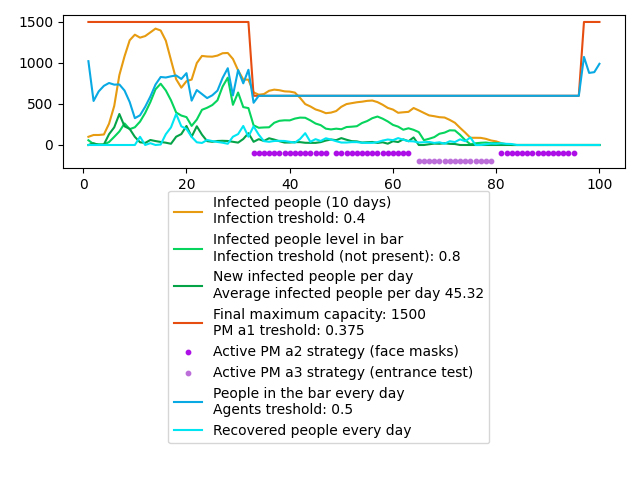 1500
1000
500
0
0
20
40
60
80
100
Infected people (10 days)
Infection treshold: 0.4
Infected people level in bar
Infection treshold (not present): 0.8
New infected people per day
Average infected people per day 45.32
Final maximum capacity: 1500
PM a1 treshold: 0.375
Active PM a2 strategy (face masks)
Active PM a3 strategy (entrance test)
People in the bar every day
Agents treshold: 0.5
Recovered people every day